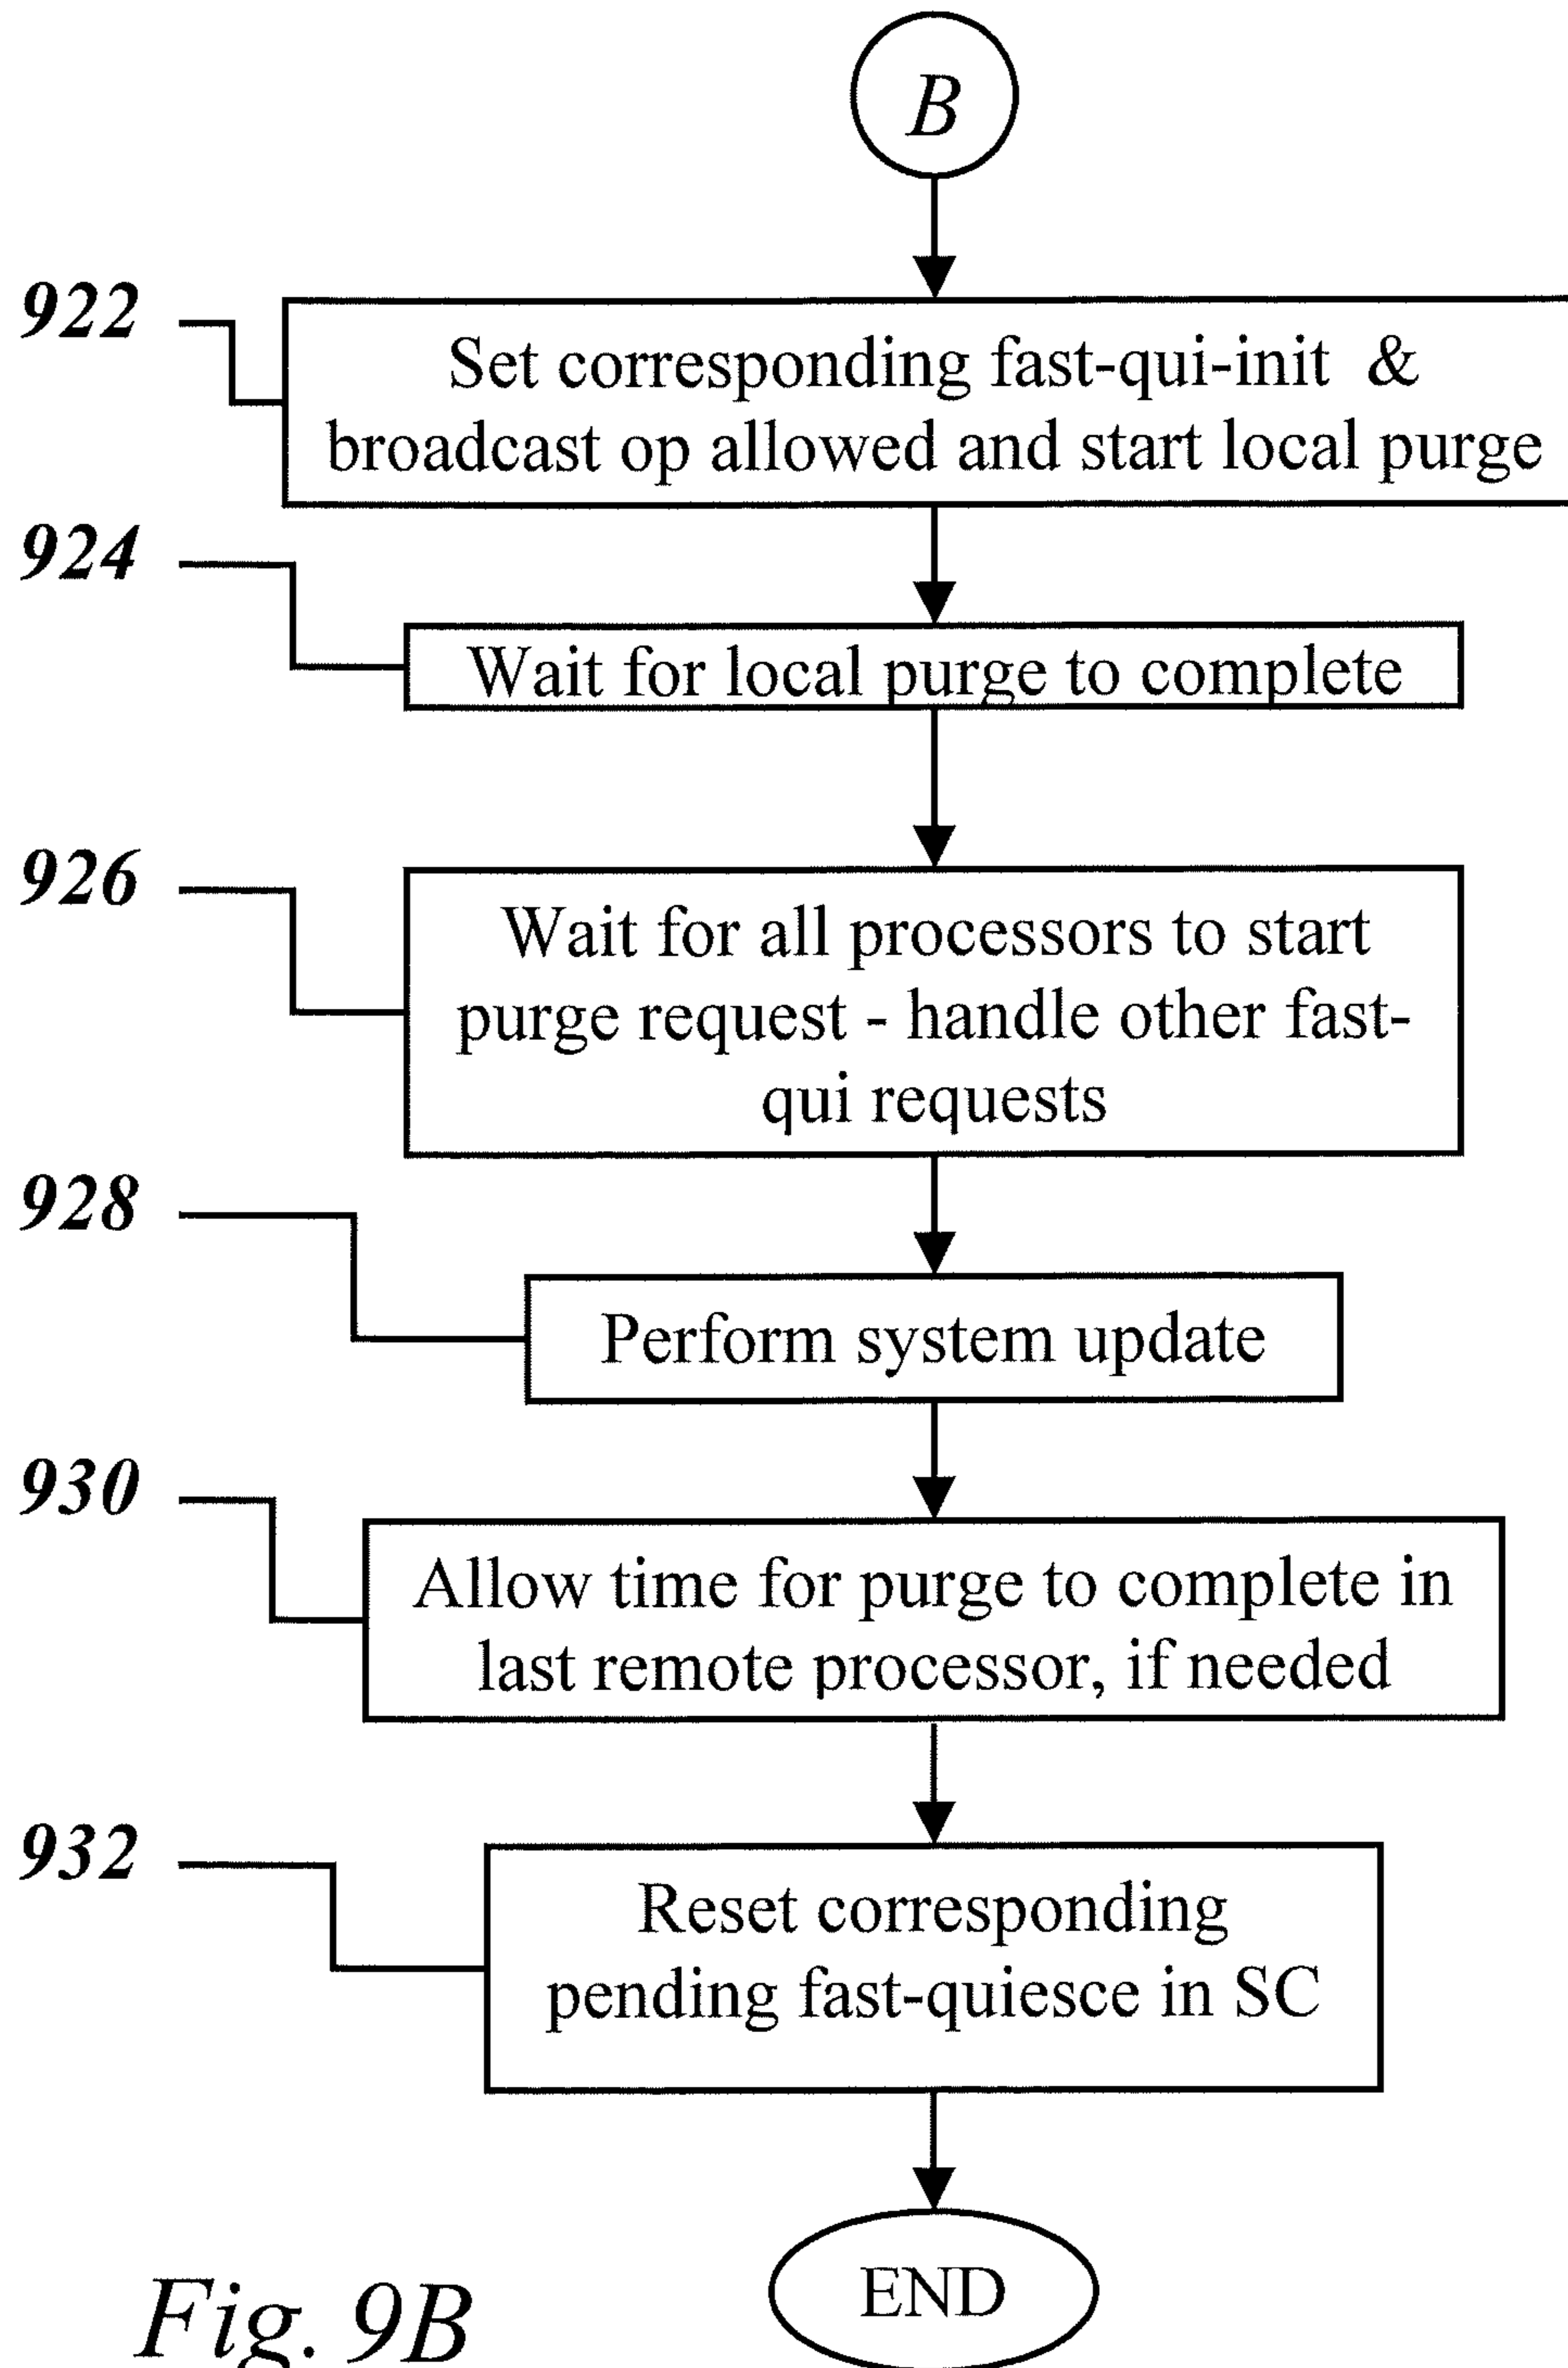 B
922
Set corresponding fast-qui-init &
broadcast op allowed and start local purge
924
Wait for local purge to complete
926
Wait for all processors to start
purge request - handle other fast-
qui requests
928
Perform system update
930
Allow time for purge to complete in
last remote processor, if needed
932
Reset corresponding
pending fast-quiesce in SC
END
Fig. 9B